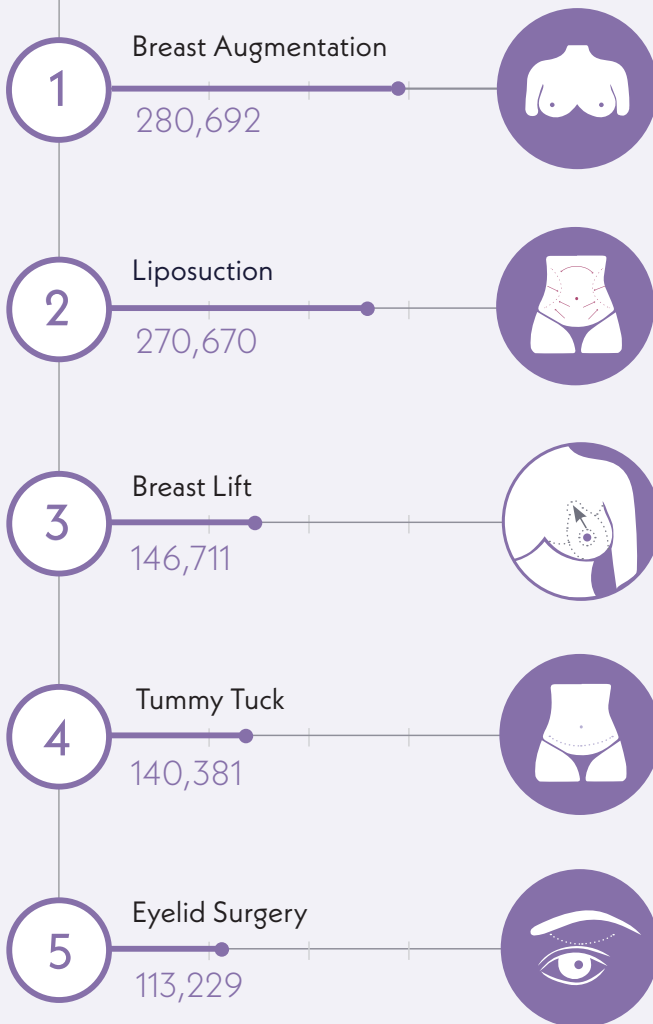 1
Breast Augmentation
280,692
2
Liposuction
270,670
3
Breast Lift
146,711
4
Tummy Tuck
140,381
5
Eyelid Surgery
113,229